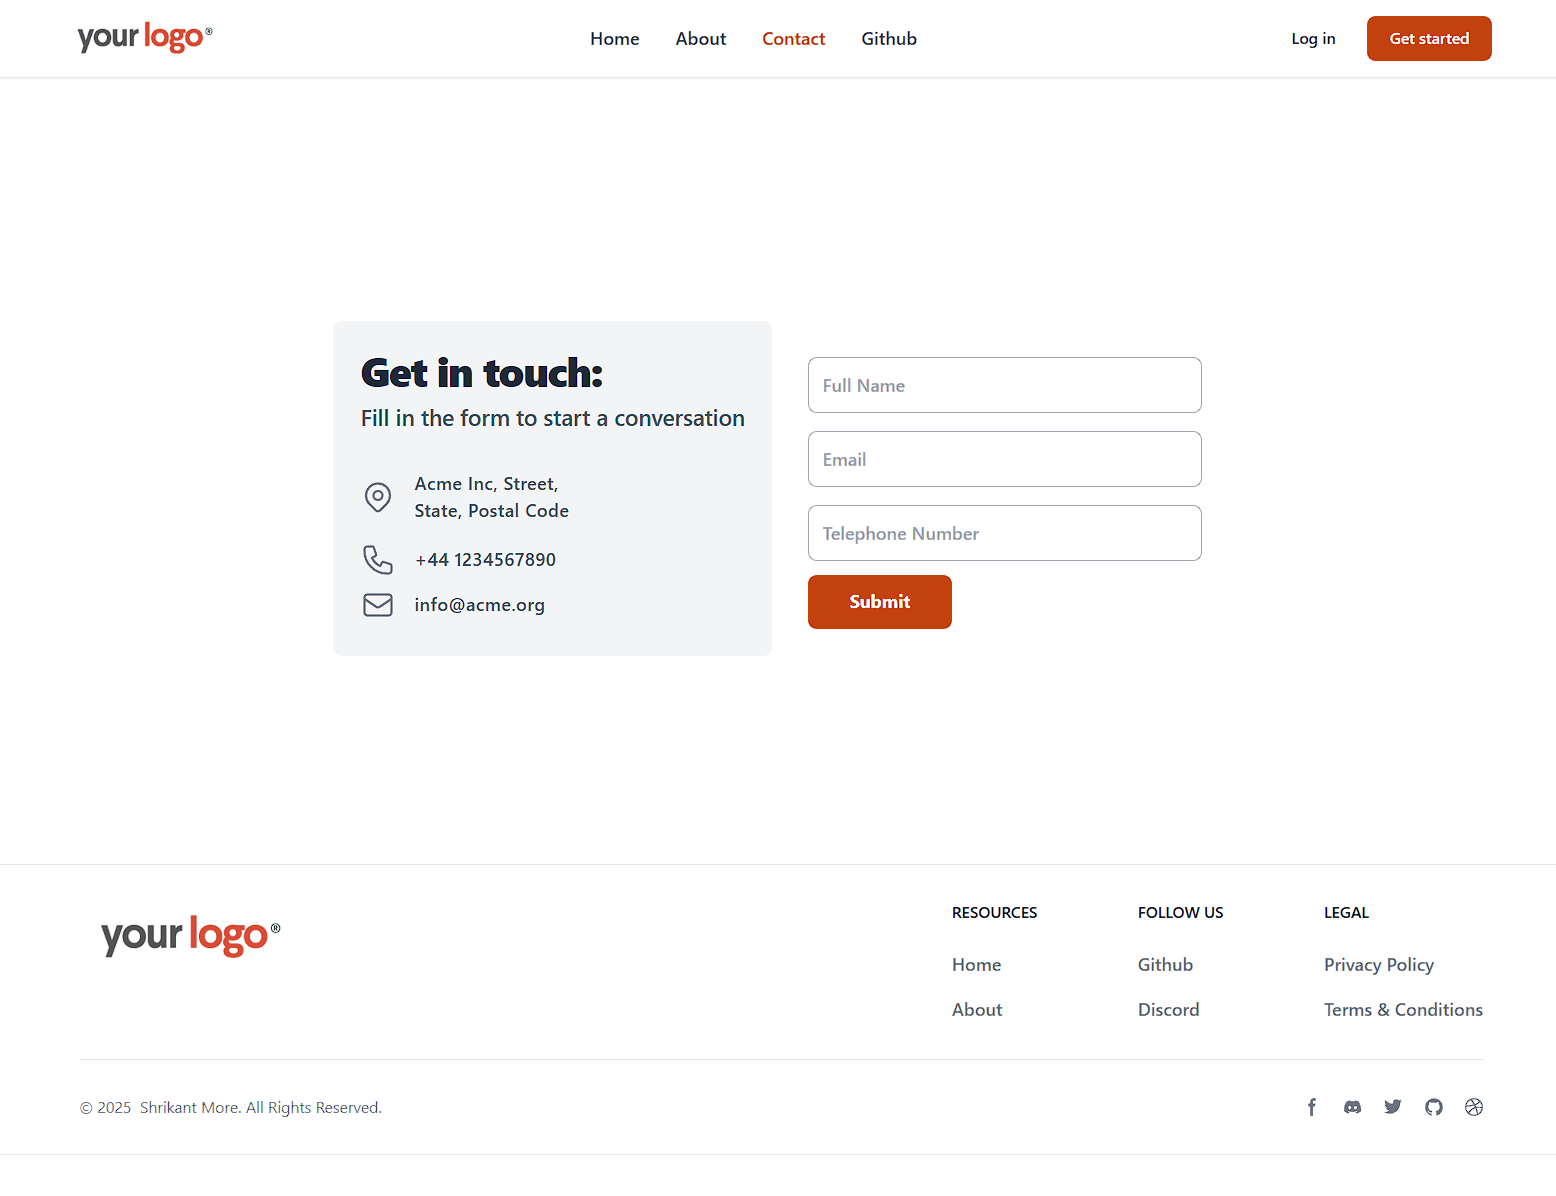 your logo®
Home About Contact Github
Log in Get started
Get in touch:
Fill in the form to start a conversation
Acme Inc, Street,
State, Postal Code
+44 1234567890
info@acme.org
Full Name
Email
Telephone Number
Submit
your logo®
RESOURCES
Home
About
FOLLOW US
Github
Discord
LEGAL
Privacy Policy
Terms & Conditions
© 2025 Shrikant More. All Rights Reserved.